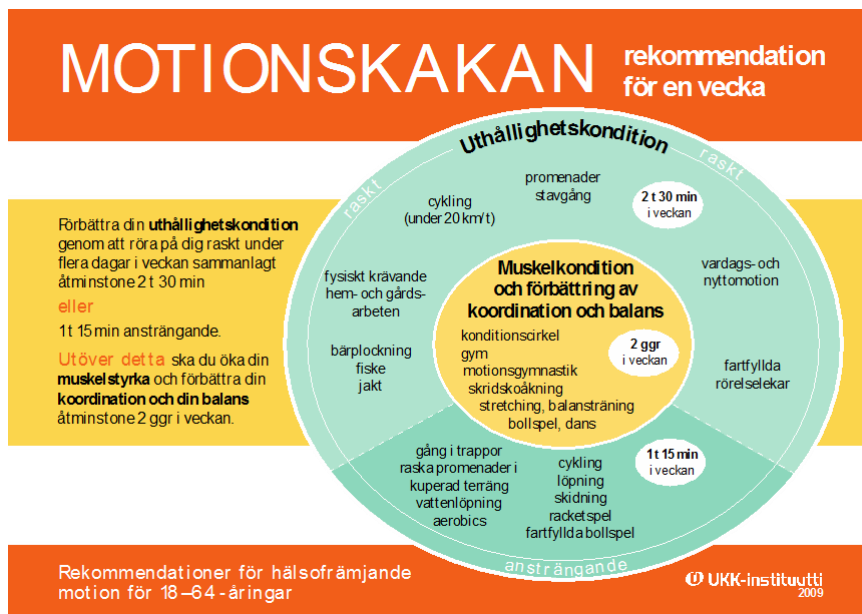 MOTIONSKAKAN
rekommendation
för en vecka
Uthållighetskondition
raskt
raskt
promenader
stavgång
cykling
(under 20 km/t)
2 t 30 min
i veckan
Förbättra din uthållighetskondition
genom att röra på dig raskt under
flera dagar i veckan sammanlagt
åtminstone 2 t 30 min
eller
1 t 15 min ansträngande.
Utöver detta ska du öka din
muskelstyrka och förbättra din
koordination och din balans
åtminstone 2 ggr i veckan.
fysiskt krävande
hem- och gårds-
arbeten
bärplockning
fiske
jakt
Muskelkondition
och förbättring av
koordination och balans
konditionscirkel
gym
motionsgymnastik
skridskoåkning
stretching, balansträning
bollspel, dans
2 ggr
i veckan
vardags- och
nyttomotion
fartfyllda
rörelselekar
gång i trappor
raska promenader i
kuperad terräng
vattenlöpning
aerobics
cykling
löpning
skidning
racketspel
fartfyllda bollspel
1 t 15 min
i veckan
ansträngande
Rekommendationer för hälsofrämjande
motion för 18–64-åringar
UKK-instituutti
2009